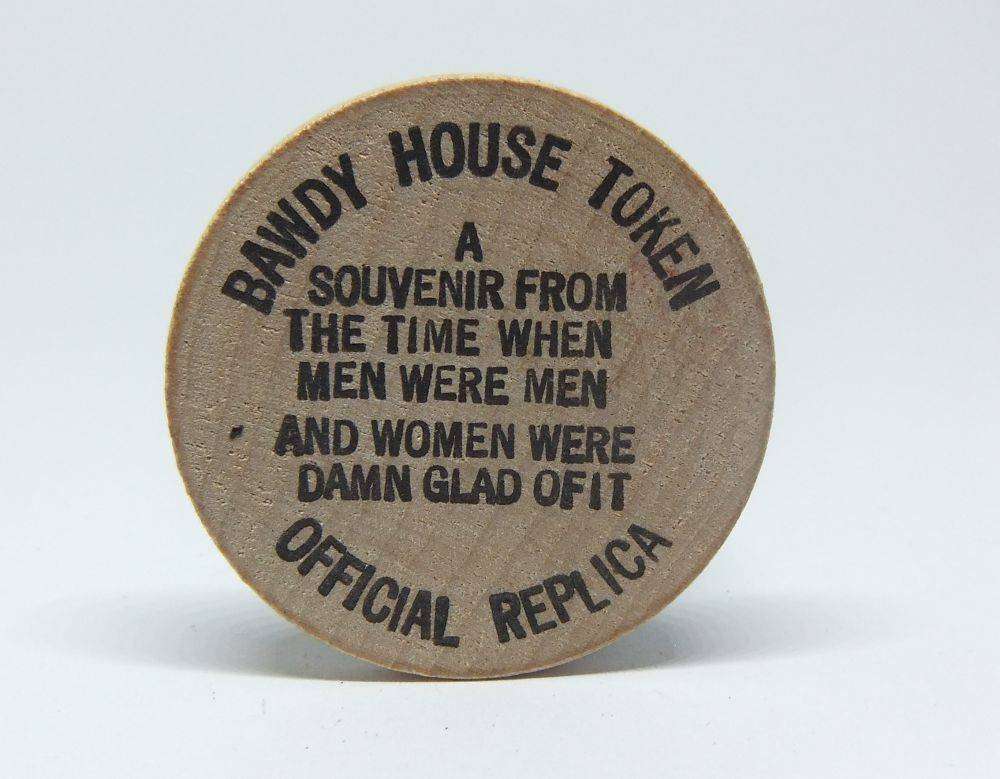 BAWDY HOUSE TOKEN
A
SOUVENIR FROM
THE TIME WHEN
MEN WERE MEN
AND WOMEN WERE
DAMN GLAD OFIT
OFFICIAL REPLICA